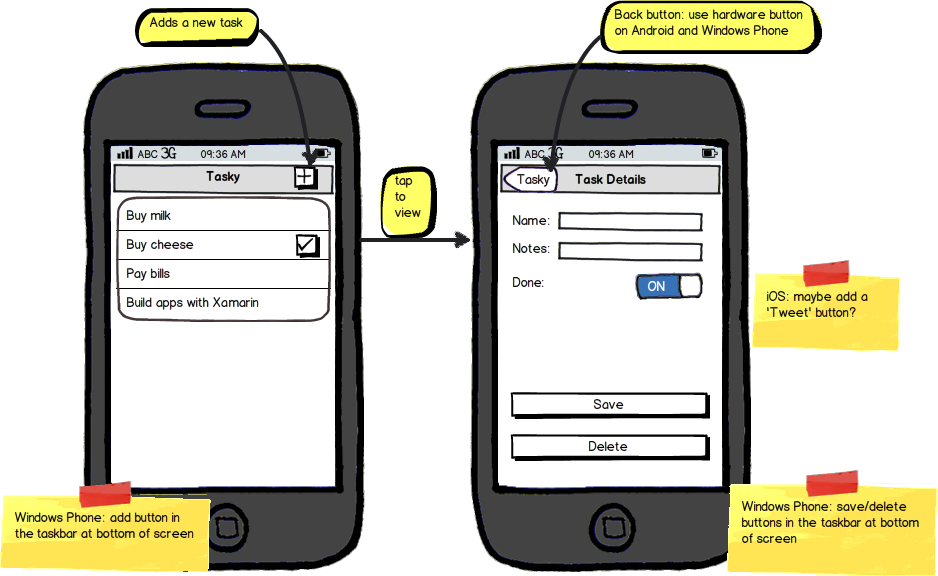 Adds a new task
Back button: use hardware button
on Android and Windows Phone
ABC 3G 09:36 AM
Tasky
Buy milk
Buy cheese
Pay bills
Build apps with Xamarin
tap
to
view
ABC 3G 09:36 AM
Tasky Task Details
Name:
Notes:
Done: ON
Save
Delete
iOS: maybe add a
'Tweet' button?
Windows Phone: add button in
the taskbar at bottom of screen
Windows Phone: save/delete
buttons in the taskbar at bottom
of screen